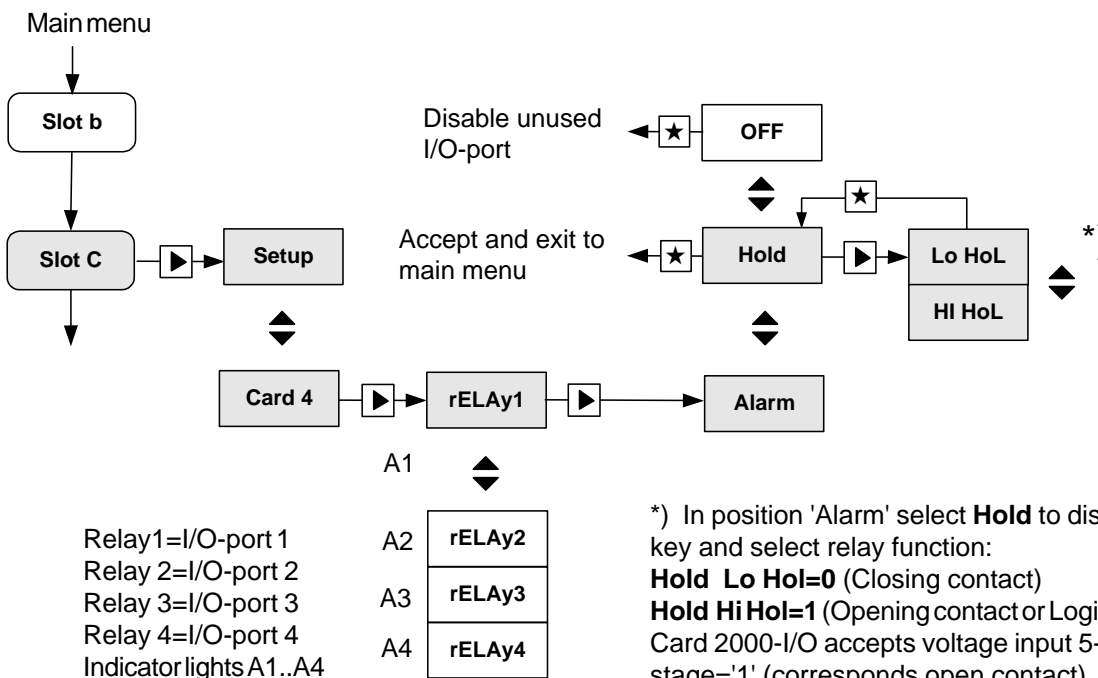 Main menu
Slot b
Disable unused
I/O-port
OFF
Slot C
Setup
Accept and exit to
main menu
Hold
Lo HoL
HI HoL
*)
Card 4
rELAy1
Alarm
A1
Relay1=I/O-port 1
Relay 2=I/O-port 2
Relay 3=I/O-port 3
Relay 4=I/O-port 4
Indicator lights A1..A4
A2 rELAy2
A3 rELAy3
A4 rELAy4
*) In position 'Alarm' select Hold to
key and select relay function:
Hold Lo Hol=0 (Closing contact)
Hold Hi Hol=1 (Opening contact or
Card 2000-I/O accepts voltage input 5-
stage='1' (corresponds open contact)